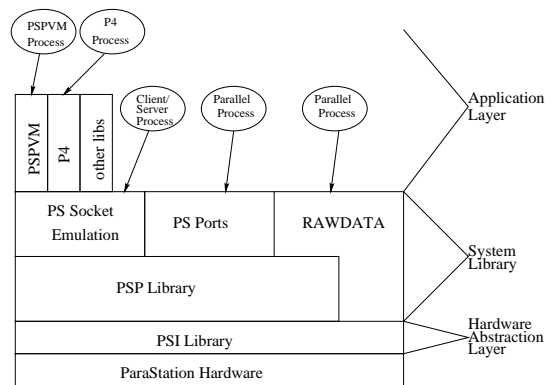 PSPVM
Process
P4
Process
Client/
Server
Process
Parallel
Process
Parallel
Process
Application
Layer
PSPVM
P4
other libs
PS Socket
Emulation
PS Ports
RAWDATA
System
Library
PSP Library
Hardware
Abstraction
Layer
PSI Library
ParaStation Hardware